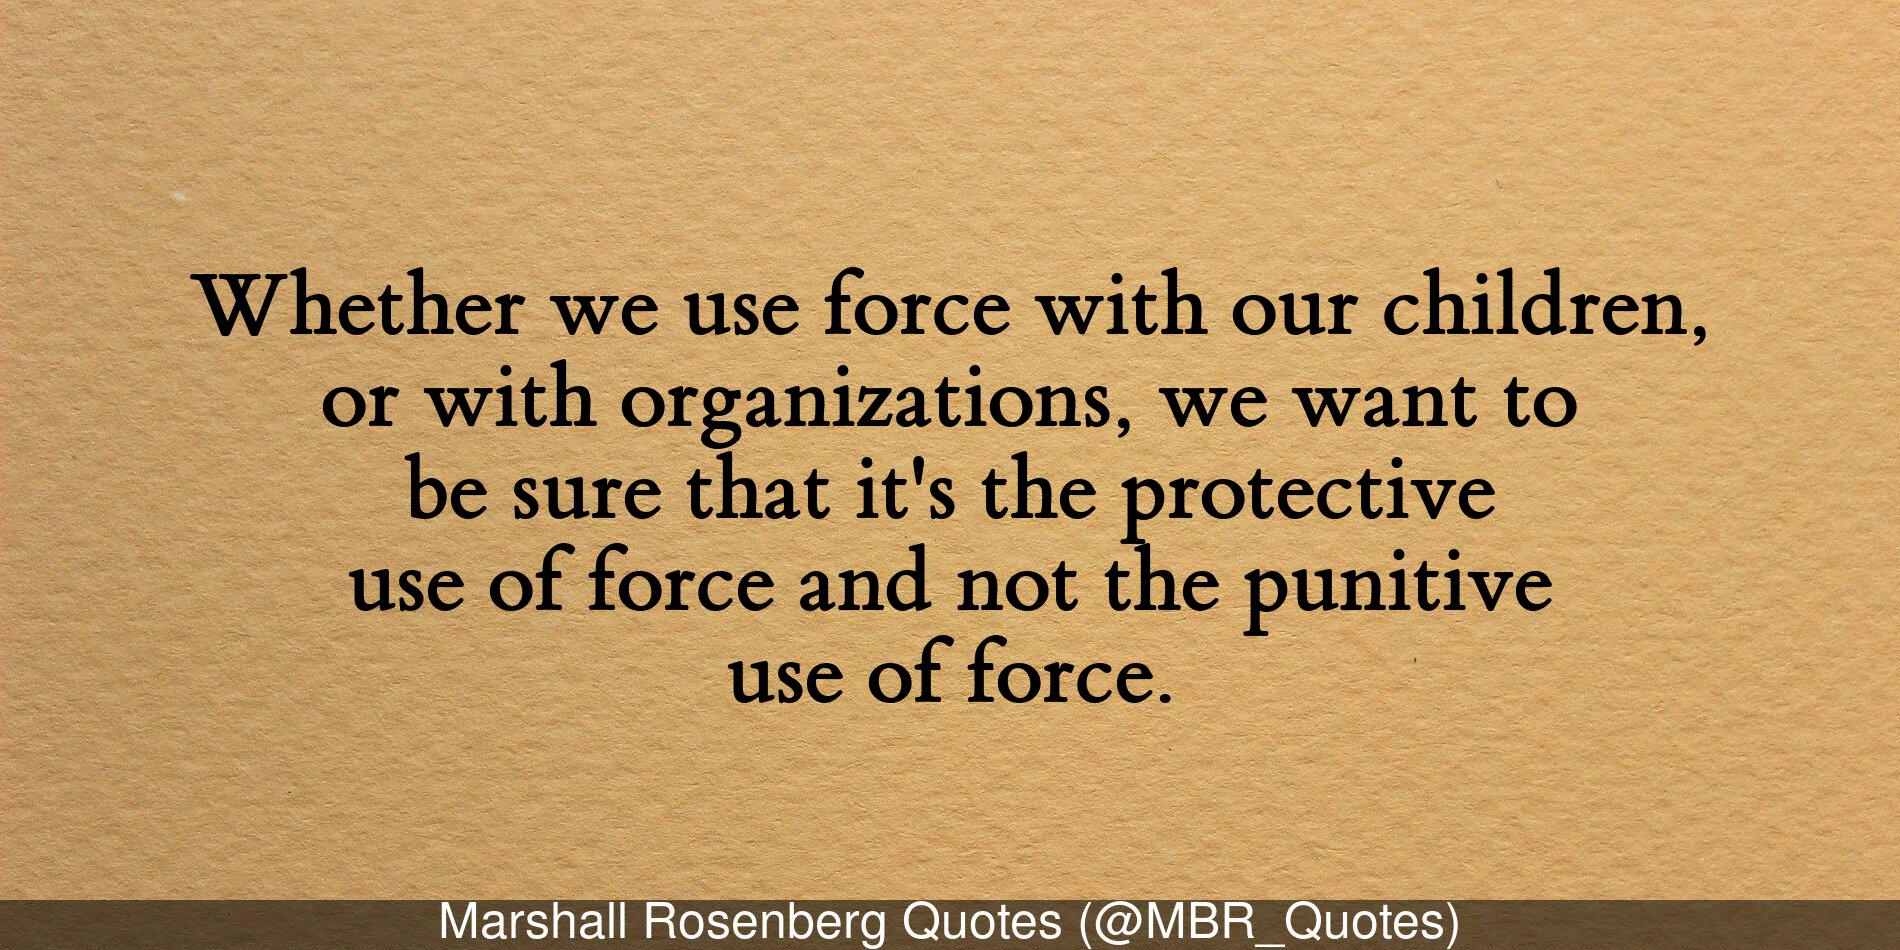 Whether we use force with our children,
or with organizations, we want to
be sure that it's the protective
use of force and not the punitive
use of force.
Marshall Rosenberg Quotes (@MBR_Quotes)